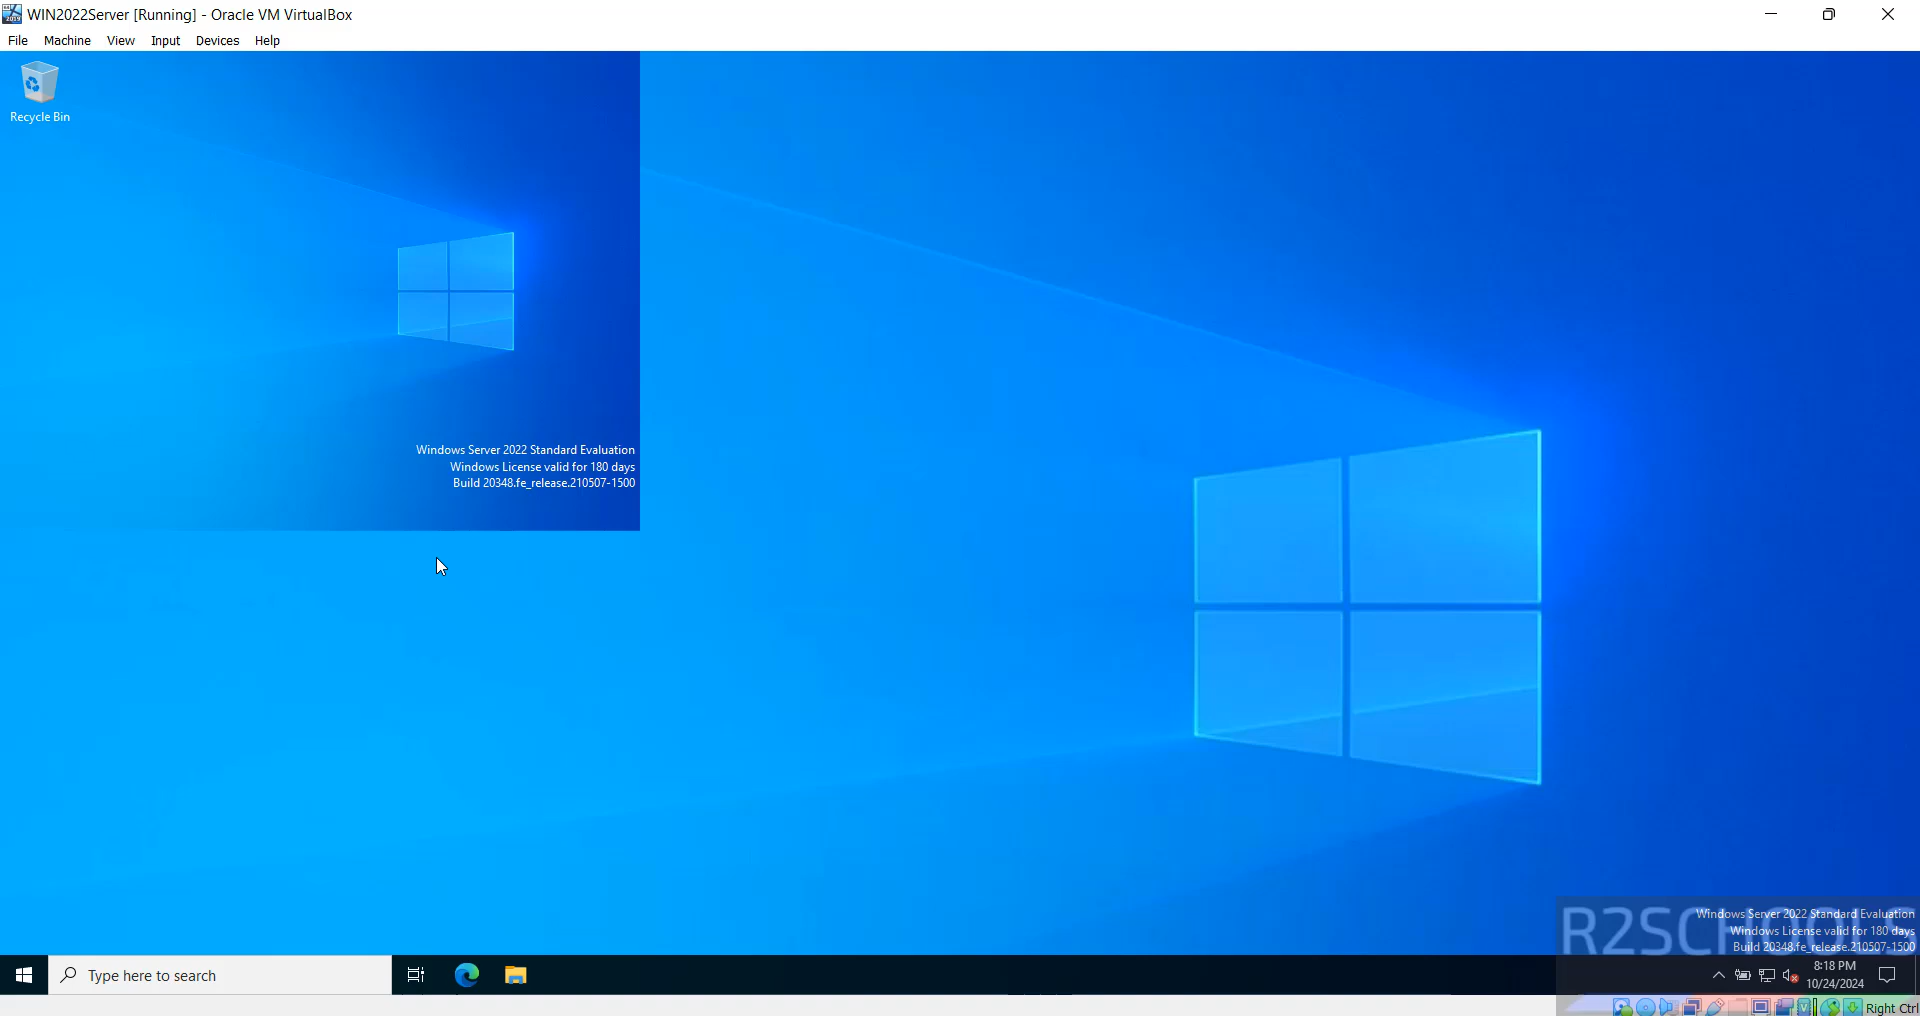 WIN2022Server [Running] - Oracle VM VirtualBox
File Machine View Input Devices Help
Recycle Bin
Windows Server 2022 Standard Evaluation
Windows License valid for 180 days
Build 20348.fe_release.210507-1500
R2SCHOOLS
Windows Server 2022 Standard Evaluation
Windows License valid for 180 days
Build 20348.fe_release.210507-1500
Type here to search
8:18 PM
10/24/2024
Right Ctrl